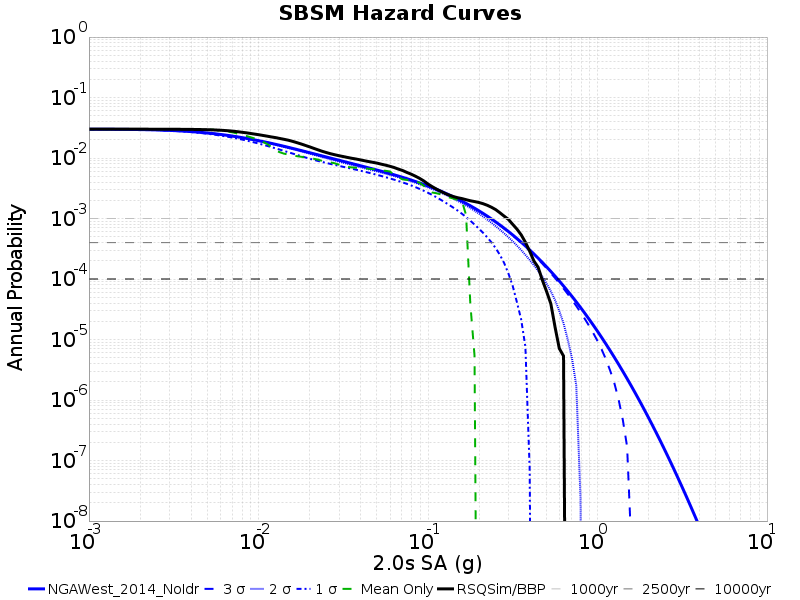 SBSM Hazard Curves
10^0
10^-1
10^-2
10^-3
10^-4
10^-5
10^-6
10^-7
10^-8
Annual Probability
10^-3 10^-2 10^-1 10^0 10^1
2.0s SA (g)
NGAWest_2014_NoIdr 3 σ 2 σ 1 σ Mean Only RSQSim/BBP 1000yr 2500yr 10000yr